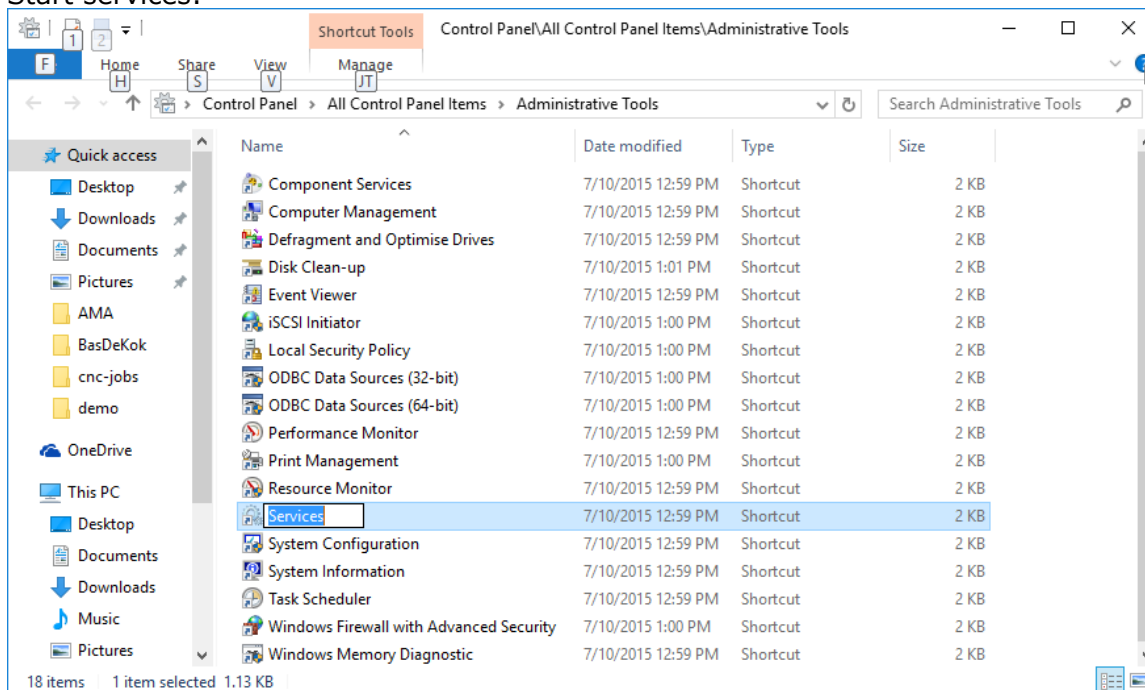 Start services:
Shortcut Tools Control Panel\All Control Panel Items\Administrative Tools
1 2
F Home Share View Manage
H S V JT
Control Panel > All Control Panel Items > Administrative Tools Search Administrative Tools
Name Date modified Type Size
Quick access
Desktop
Downloads
Documents
Pictures
AMA
BasDeKok
cnc-jobs
demo
OneDrive
This PC
Desktop
Documents
Downloads
Music
Pictures
Component Services 7/10/2015 12:59 PM Shortcut 2 KB
Computer Management 7/10/2015 12:59 PM Shortcut 2 KB
Defragment and Optimise Drives 7/10/2015 12:59 PM Shortcut 2 KB
Disk Clean-up 7/10/2015 1:01 PM Shortcut 2 KB
Event Viewer 7/10/2015 12:59 PM Shortcut 2 KB
iSCSI Initiator 7/10/2015 1:00 PM Shortcut 2 KB
Local Security Policy 7/10/2015 1:00 PM Shortcut 2 KB
ODBC Data Sources (32-bit) 7/10/2015 1:00 PM Shortcut 2 KB
ODBC Data Sources (64-bit) 7/10/2015 1:00 PM Shortcut 2 KB
Performance Monitor 7/10/2015 12:59 PM Shortcut 2 KB
Print Management 7/10/2015 1:00 PM Shortcut 2 KB
Resource Monitor 7/10/2015 12:59 PM Shortcut 2 KB
Services 7/10/2015 12:59 PM Shortcut 2 KB
System Configuration 7/10/2015 12:59 PM Shortcut 2 KB
System Information 7/10/2015 12:59 PM Shortcut 2 KB
Task Scheduler 7/10/2015 12:59 PM Shortcut 2 KB
Windows Firewall with Advanced Security 7/10/2015 1:00 PM Shortcut 2 KB
Windows Memory Diagnostic 7/10/2015 12:59 PM Shortcut 2 KB
18 items 1 item selected 1.13 KB